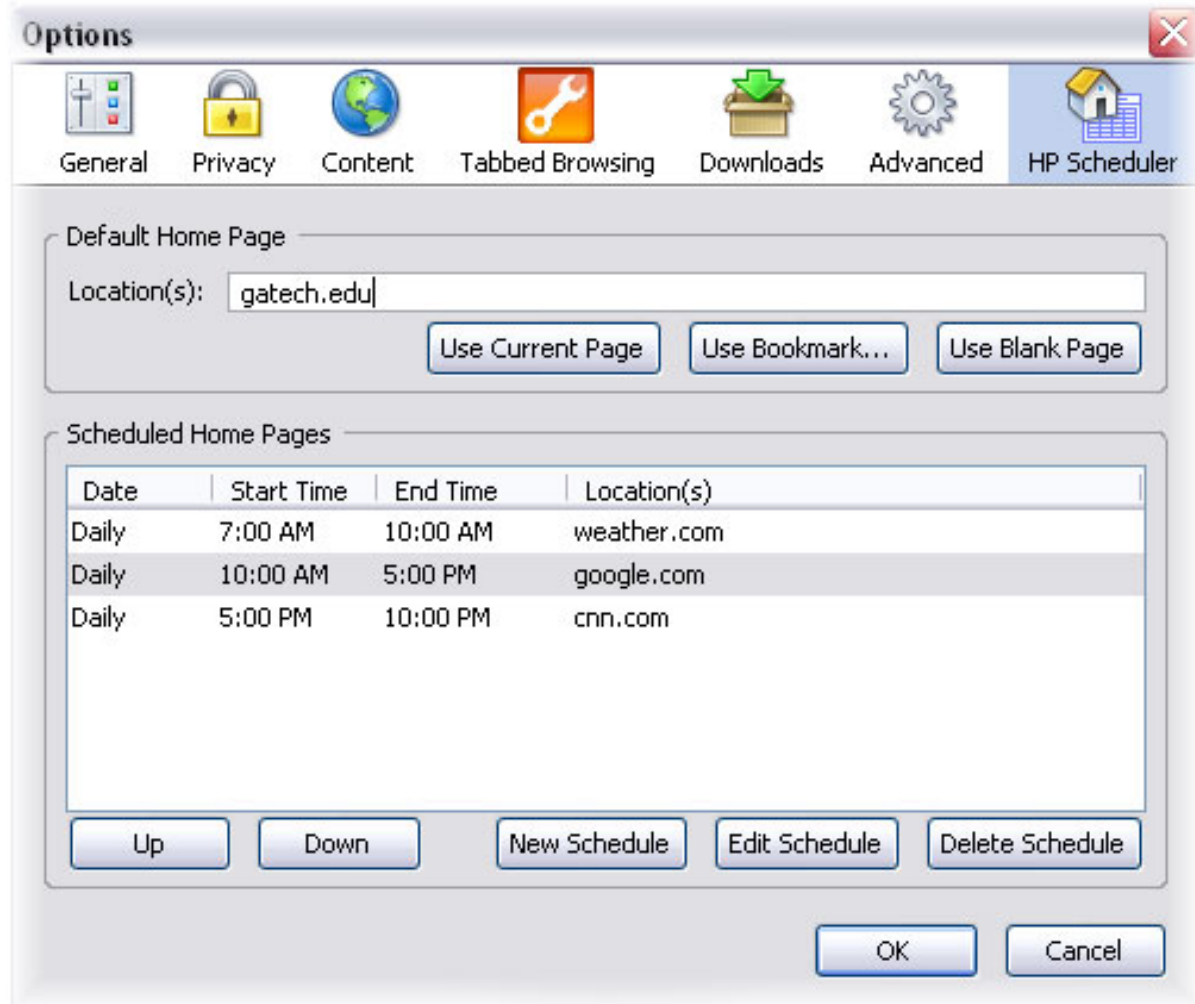 Options
General Privacy Content Tabbed Browsing Downloads Advanced HP Scheduler
Default Home Page
Location(s): gatech.edu
Use Current Page Use Bookmark... Use Blank Page
Scheduled Home Pages
Date Start Time End Time Location(s)
Daily 7:00 AM 10:00 AM weather.com
Daily 10:00 AM 5:00 PM google.com
Daily 5:00 PM 10:00 PM cnn.com
Up Down New Schedule Edit Schedule Delete Schedule
OK Cancel